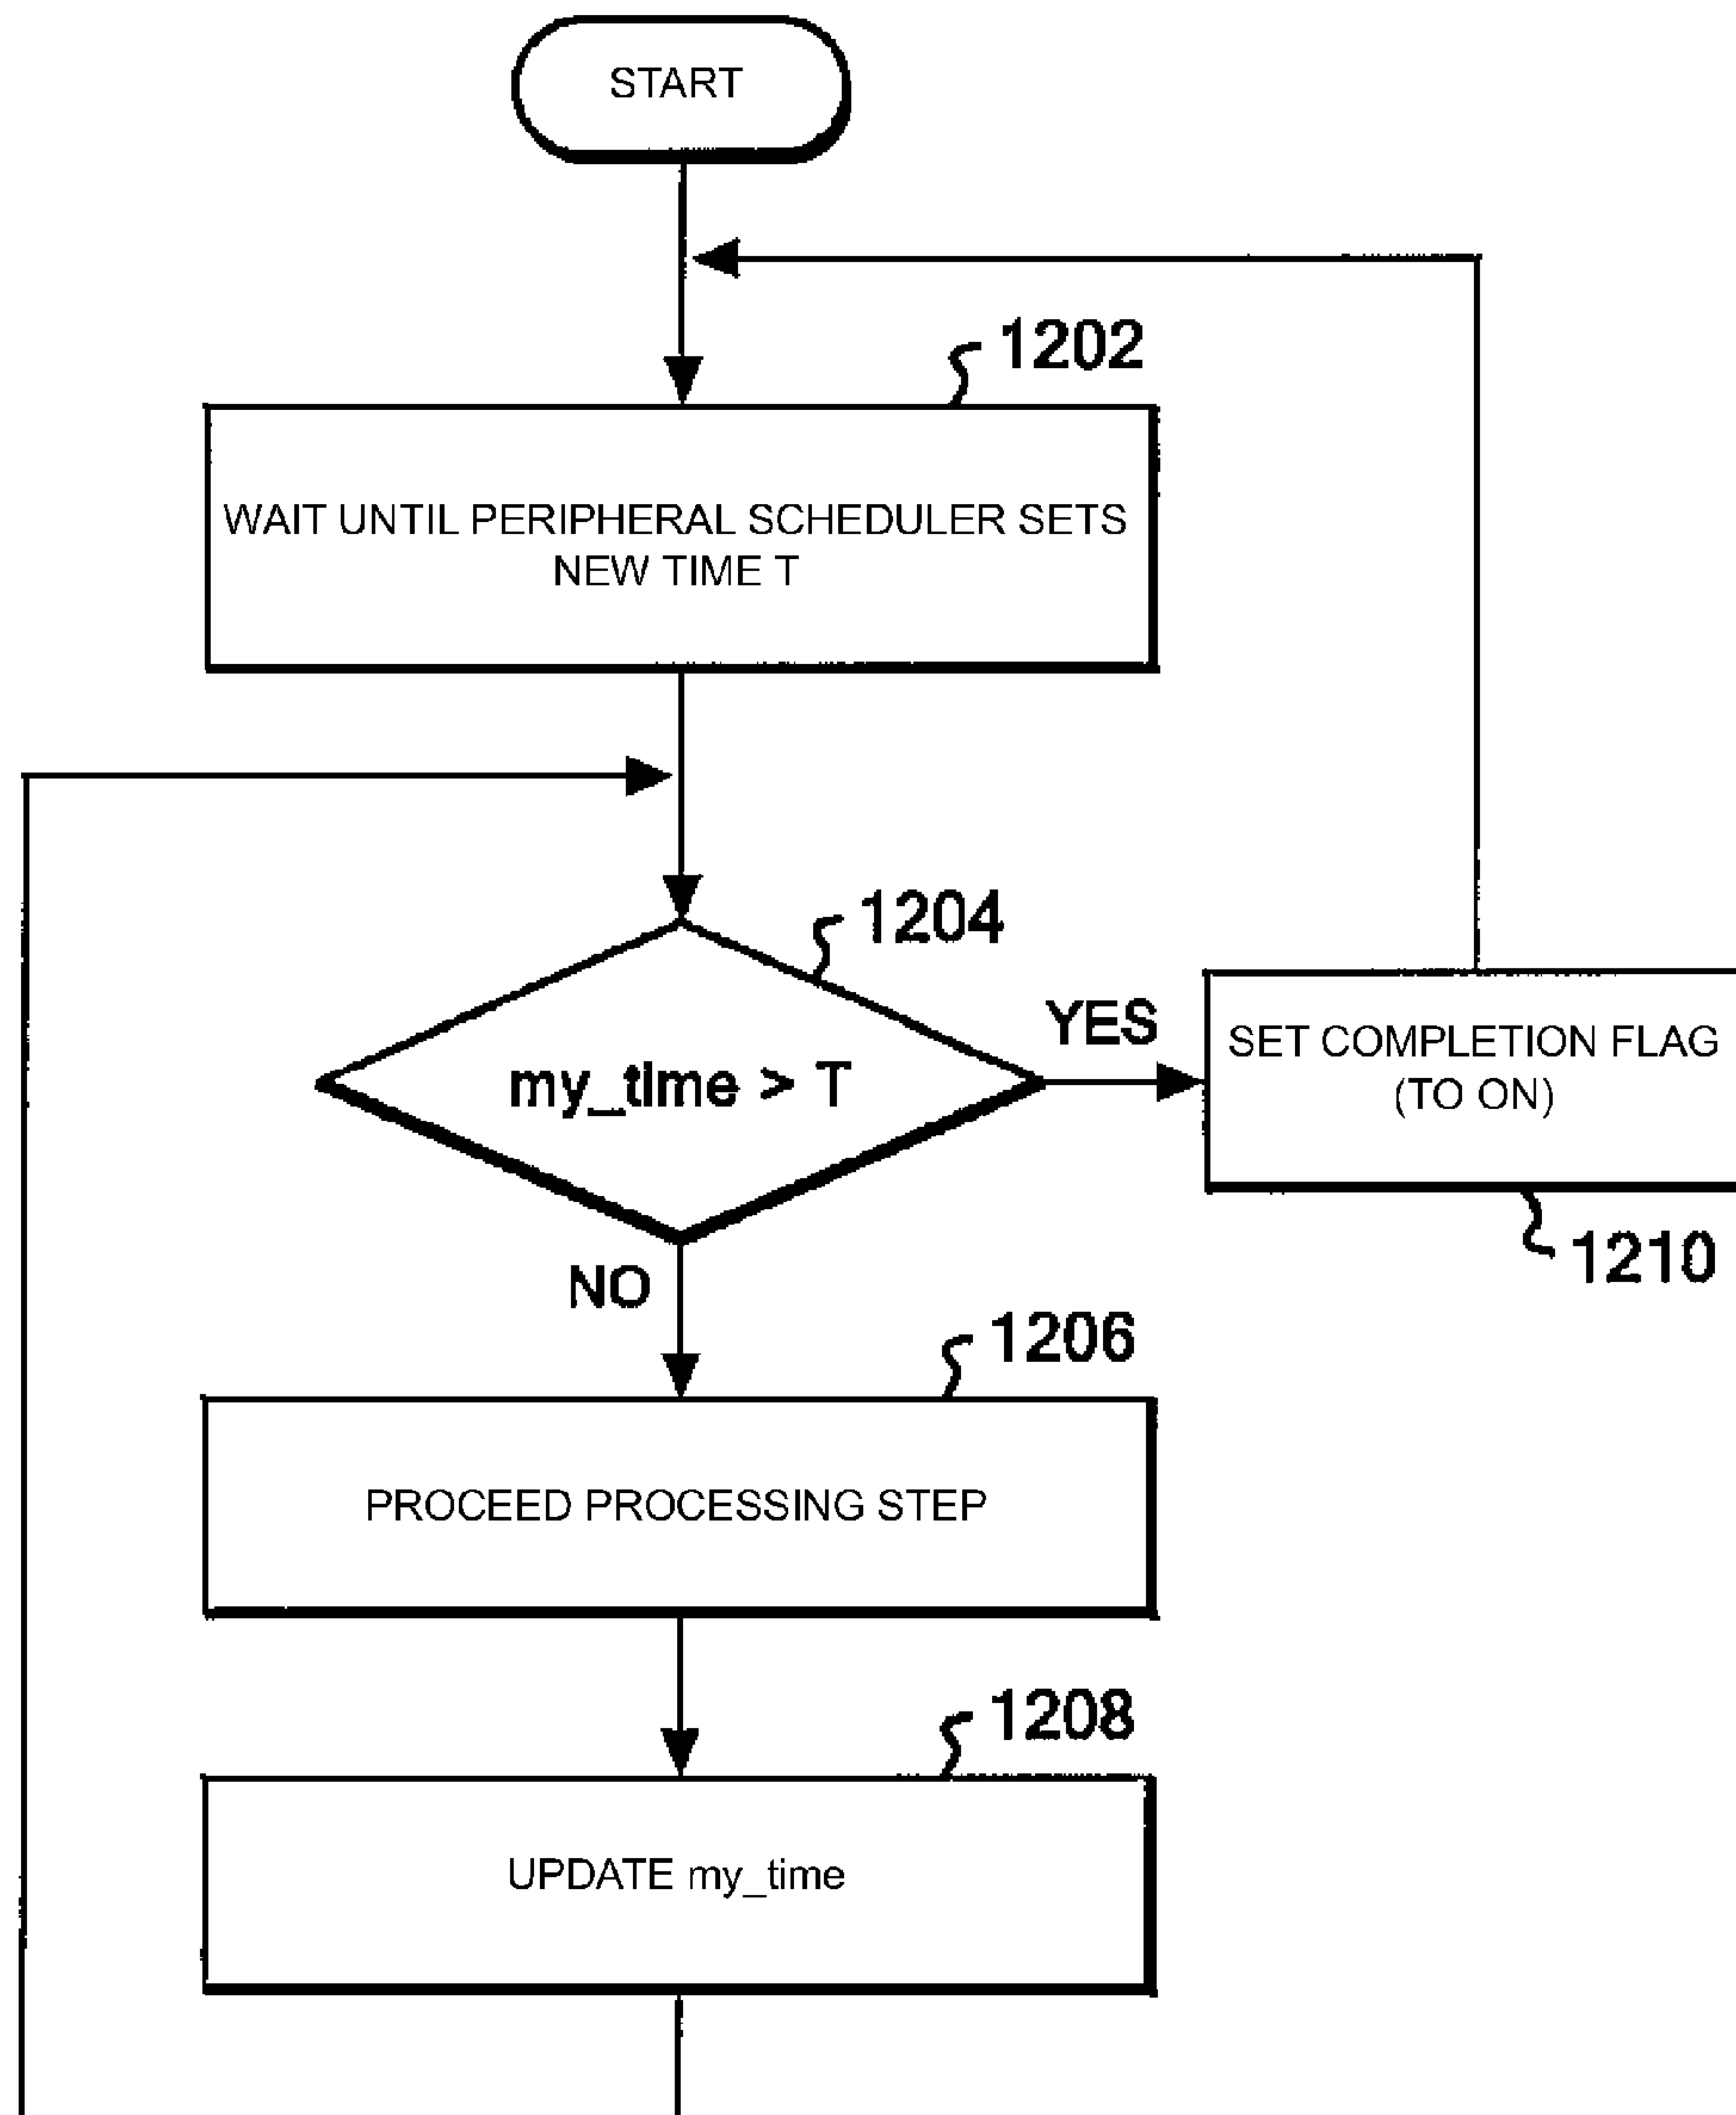 START
1202
WAIT UNTIL PERIPHERAL SCHEDULER SETS
NEW TIME T
1204
my_time > T
YES
SET COMPLETION FLAG
(TO ON)
1210
NO
1206
PROCEED PROCESSING STEP
1208
UPDATE my_time